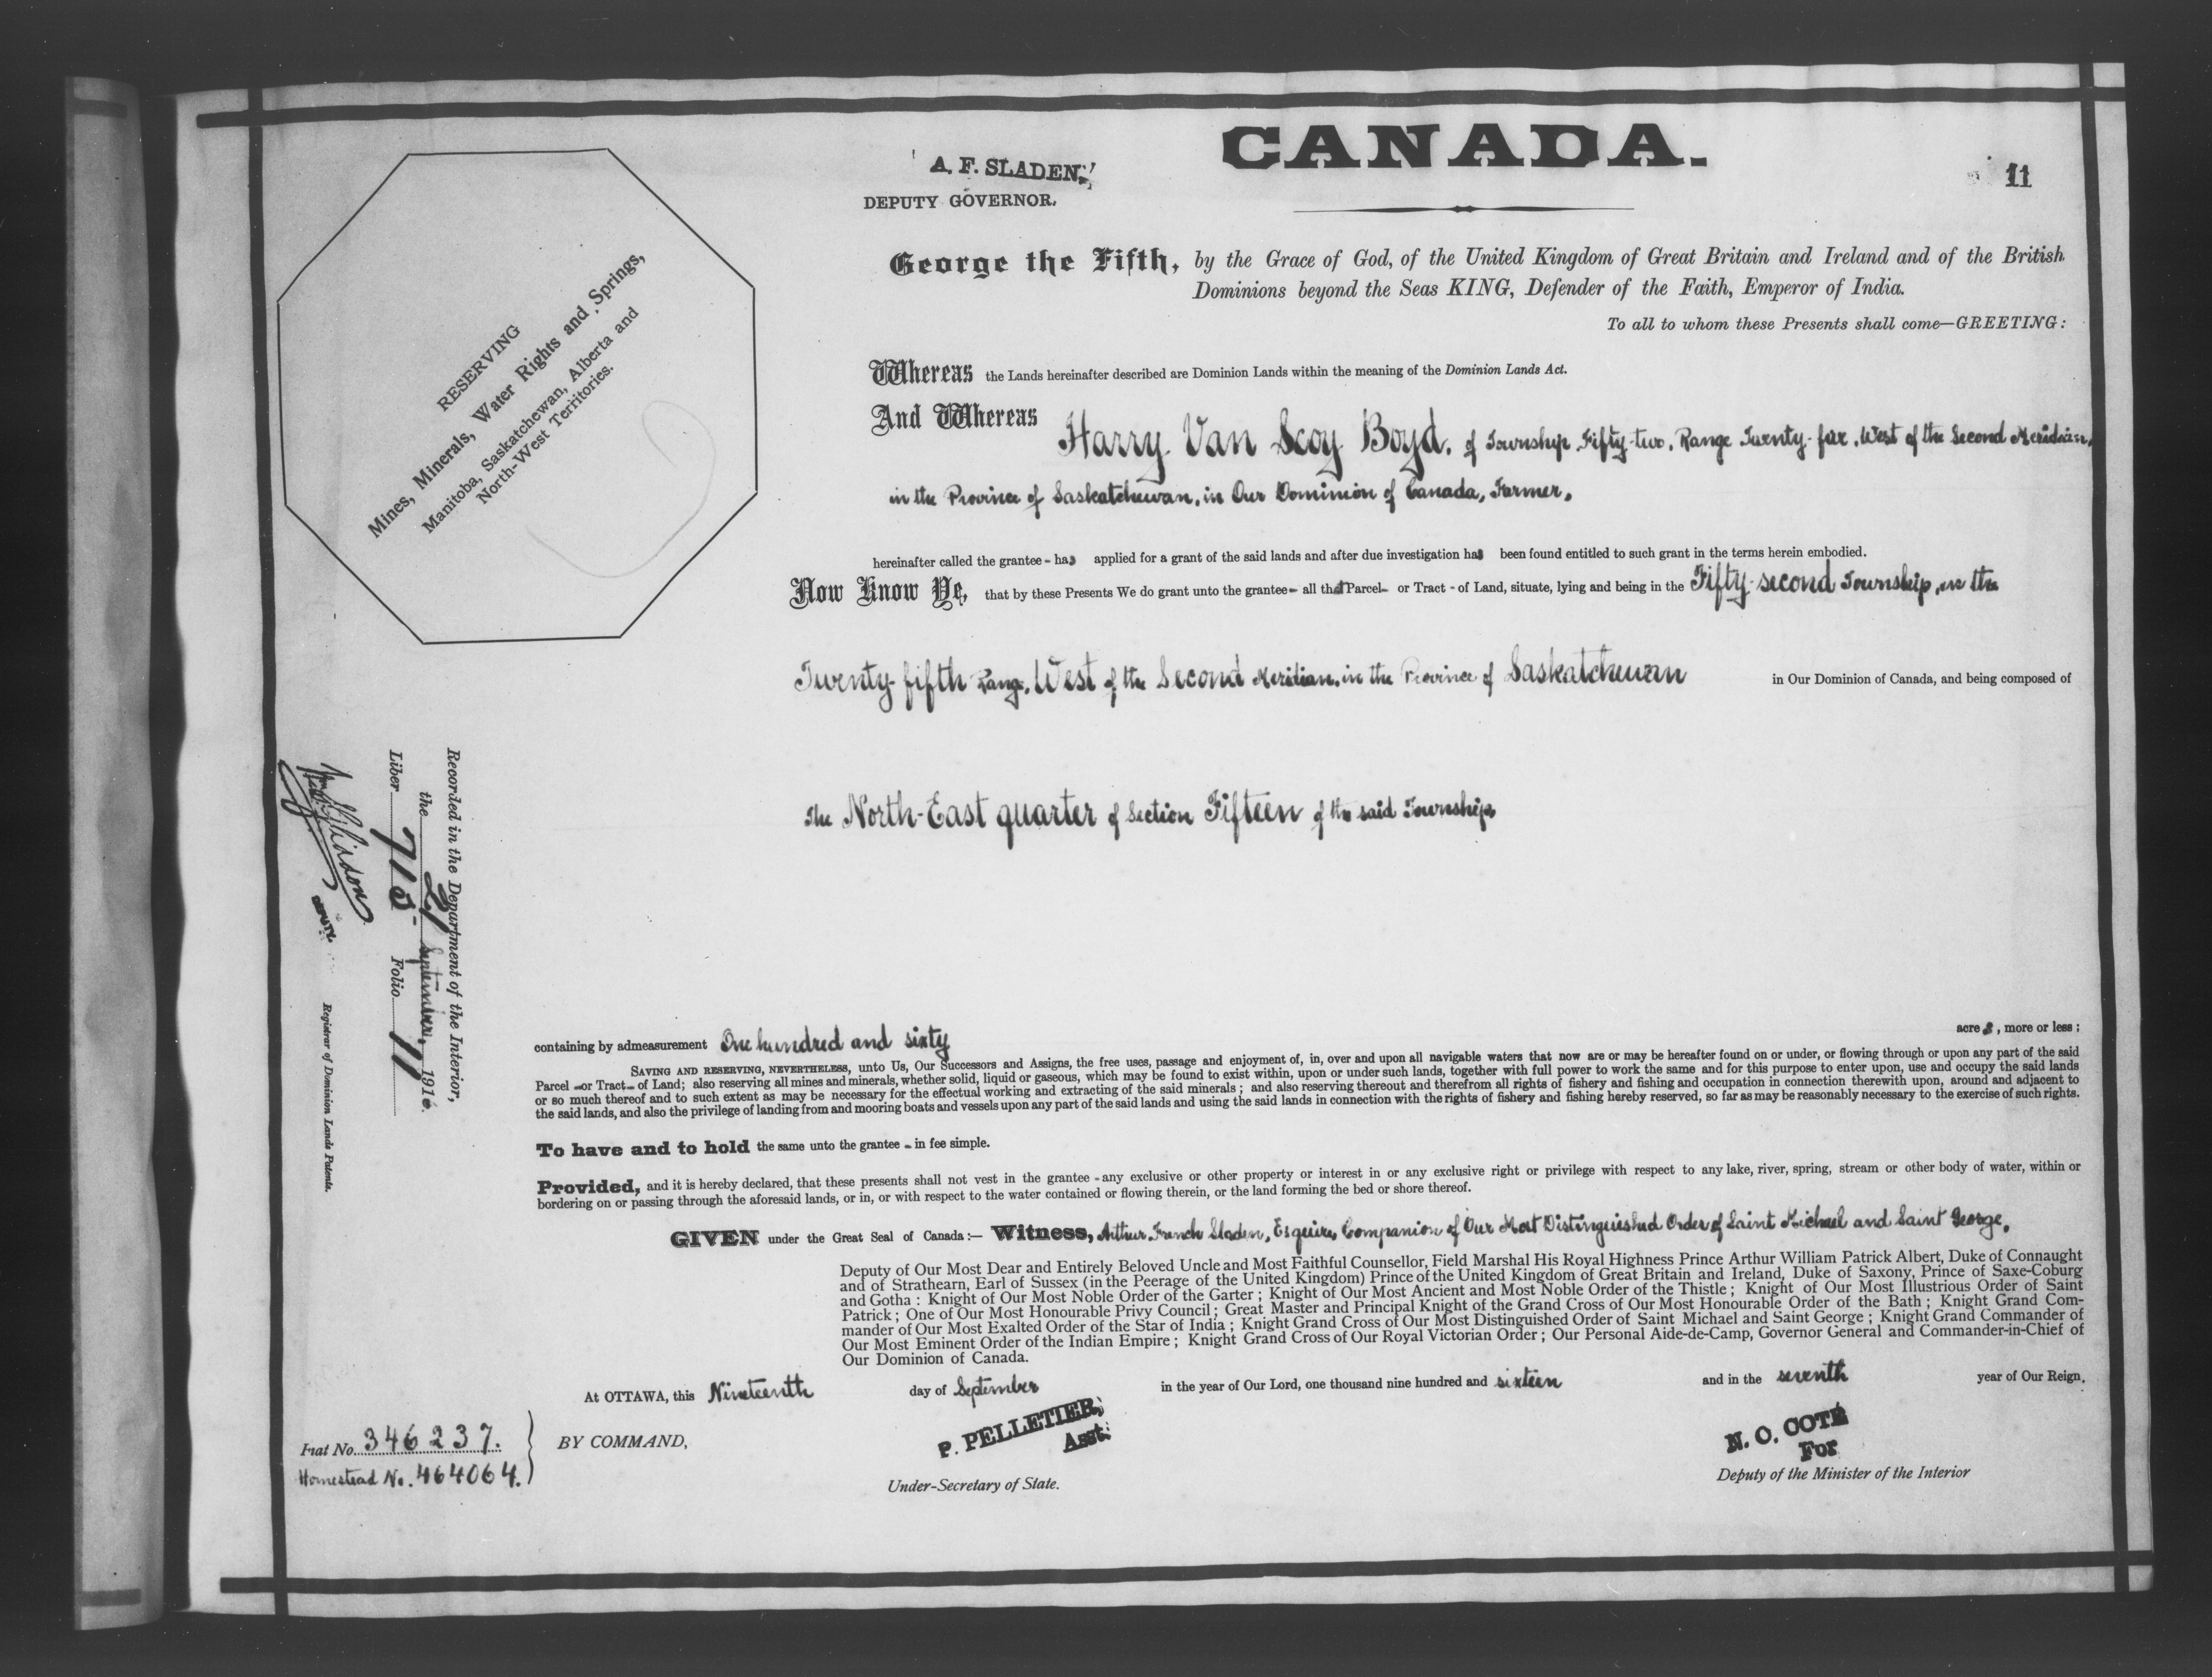 CANADA.
A. F. SLADEN,
DEPUTY GOVERNOR.
11
George the Fifth, by the Grace of God, of the United Kingdom of Great Britain and Ireland and of the British
Dominions beyond the Seas KING, Defender of the Faith, Emperor of India.
To all to whom these Presents shall come—GREETING:
RESERVING
Mines, Minerals, Water Rights and Springs,
Manitoba, Saskatchewan, Alberta and
North-West Territories.
Whereas the Lands hereinafter described are Dominion Lands within the meaning of the Dominion Lands Act.
And Whereas Harry Van Scoy Boyd, of Township Fifty-two, Range Twenty-five, West of the Second Meridian,
in the Province of Saskatchewan, in Our Dominion of Canada, Farmer,
hereinafter called the grantee - has applied for a grant of the said lands and after due investigation has been found entitled to such grant in the terms herein embodied.
Now Know Ye, that by these Presents We do grant unto the grantee - all that Parcel - or Tract - of Land, situate, lying and being in the Fifty-second Township, in the
Twenty-fifth Range, West of the Second Meridian, in the Province of Saskatchewan in Our Dominion of Canada, and being composed of
The North-East quarter of Section Fifteen of the said Township
Recorded in the Department of the Interior,
the 21 September, 1916.
Liber 715 Folio 11
DEPUTY
Registrar of Dominion Lands Patents.
containing by admeasurement One hundred and sixty acres, more or less;
SAVING AND RESERVING, NEVERTHELESS, unto Us, Our Successors and Assigns, the free uses, passage and enjoyment of, in, over and upon all navigable waters that now are or may be hereafter found on or under, or flowing through or upon any part of the said
Parcel - or Tract - of Land; also reserving all mines and minerals, whether solid, liquid or gaseous, which may be found to exist within, upon or under such lands, together with full power to work the same and for this purpose to enter upon, use and occupy the said lands
or so much thereof and to such extent as may be necessary for the effectual working and extracting of the said minerals; and also reserving thereout and therefrom all rights of fishery and fishing and occupation in connection therewith upon, around and adjacent to
the said lands, and also the privilege of landing from and mooring boats and vessels upon any part of the said lands and using the said lands in connection with the rights of fishery and fishing hereby reserved, so far as may be reasonably necessary to the exercise of such rights.
To have and to hold the same unto the grantee - in fee simple.
Provided, and it is hereby declared, that these presents shall not vest in the grantee - any exclusive or other property or interest in or any exclusive right or privilege with respect to any lake, river, spring, stream or other body of water, within or
bordering on or passing through the aforesaid lands, or in, or with respect to the water contained or flowing therein, or the land forming the bed or shore thereof.
GIVEN under the Great Seal of Canada:— Witness, Arthur French Sladen, Esquire, Companion of Our Most Distinguished Order of Saint Michael and Saint George,
Deputy of Our Most Dear and Entirely Beloved Uncle and Most Faithful Counsellor, Field Marshal His Royal Highness Prince Arthur William Patrick Albert, Duke of Connaught
and of Strathearn, Earl of Sussex (in the Peerage of the United Kingdom) Prince of the United Kingdom of Great Britain and Ireland, Duke of Saxony, Prince of Saxe-Coburg
and Gotha: Knight of Our Most Noble Order of the Garter; Knight of Our Most Ancient and Most Noble Order of the Thistle; Knight of Our Most Illustrious Order of Saint
Patrick; One of Our Most Honourable Privy Council; Great Master and Principal Knight of the Grand Cross of Our Most Honourable Order of the Bath; Knight Grand Com-
mander of Our Most Exalted Order of the Star of India; Knight Grand Cross of Our Most Distinguished Order of Saint Michael and Saint George; Knight Grand Commander of
Our Most Eminent Order of the Indian Empire; Knight Grand Cross of Our Royal Victorian Order; Our Personal Aide-de-Camp, Governor General and Commander-in-Chief of
Our Dominion of Canada.
At OTTAWA, this Nineteenth day of September in the year of Our Lord, one thousand nine hundred and sixteen and in the seventh year of Our Reign.
Fiat No. 346237.
Homestead No. 464064.
BY COMMAND,
P. PELLETIER,
Asst.
Under-Secretary of State.
N. O. COTÉ
For
Deputy of the Minister of the Interior